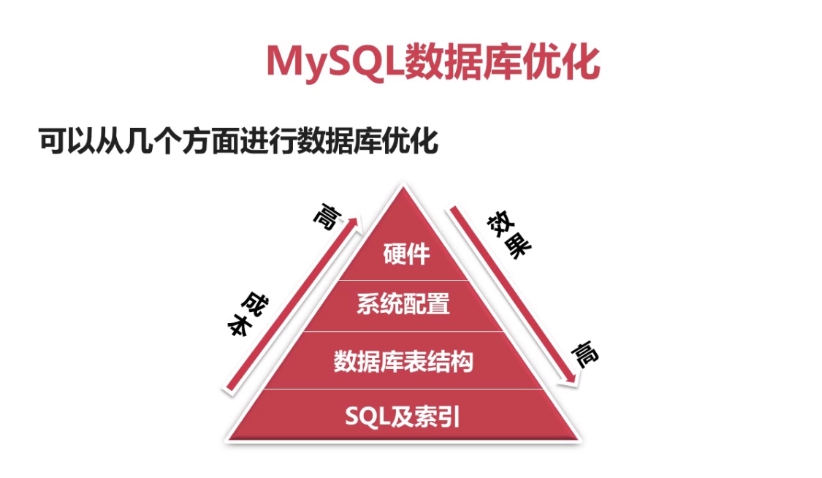 MySQL数据库优化
可以从几个方面进行数据库优化
高
成本
效果
高
硬件
系统配置
数据库表结构
SQL及索引